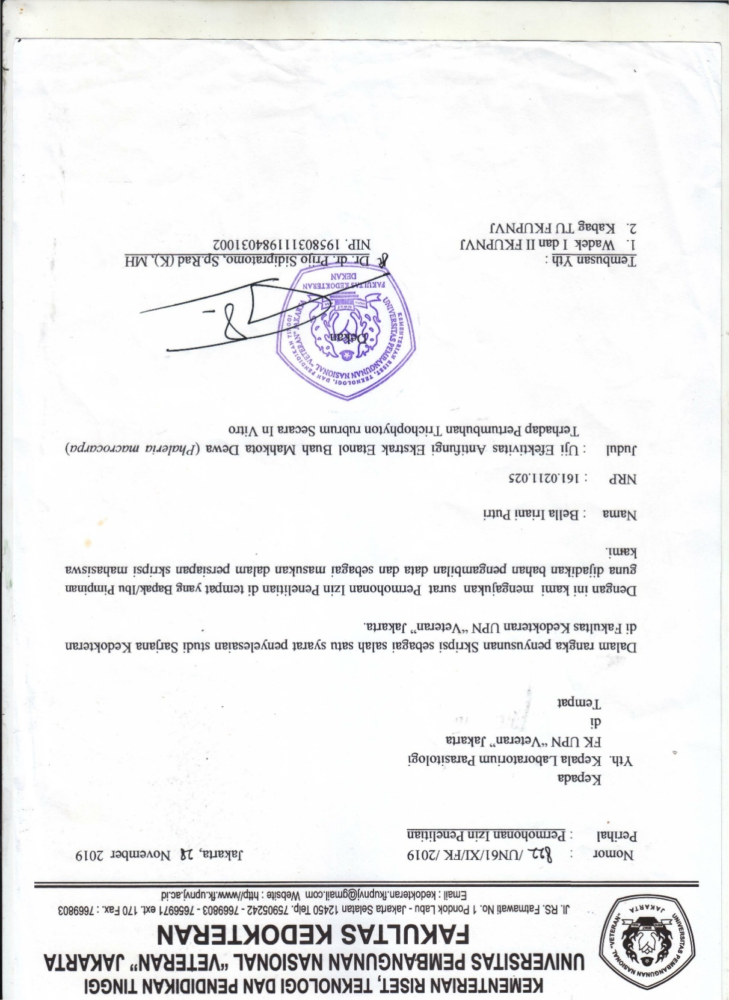 KEMENTERIAN RISET, TEKNOLOGI DAN PENDIDIKAN TINGGI
UNIVERSITAS PEMBANGUNAN NASIONAL "VETERAN" JAKARTA
FAKULTAS KEDOKTERAN
Jl. RS. Fatmawati No. 1 Pondok Labu - Jakarta Selatan 12450 Telp. 75905242 - 7669803 - 7656971 ext. 170 Fax. : 7669803
Email : kedokteran.fkupnvj@gmail.com Website : http//www.fk.upnvj.ac.id
UNIVERSITAS PEMBANGUNAN NASIONAL "VETERAN"
JAKARTA
Nomor : 822 /UN61/XI/FK /2019 Jakarta, 28 November 2019
Perihal : Permohonan Izin Penelitian
Kepada
Yth. Kepala Laboratorium Parasitologi
FK UPN "Veteran" Jakarta
di
Tempat
Dalam rangka penyusunan Skripsi sebagai salah satu syarat penyelesaian studi Sarjana Kedokteran
di Fakultas Kedokteran UPN "Veteran" Jakarta.
Dengan ini kami mengajukan surat Permohonan Izin Penelitian di tempat yang Bapak/Ibu Pimpinan
guna dijadikan bahan pengambilan data dan sebagai masukan dalam persiapan skripsi mahasiswa
kami.
Nama : Bella Iriani Putri
NRP : 161.0211.025
Judul : Uji Efektivitas Antifungi Ekstrak Etanol Buah Mahkota Dewa (Phaleria macrocarpa)
Terhadap Pertumbuhan Trichophyton rubrum Secara In Vitro
KEMENTERIAN RISET, TEKNOLOGI, DAN PENDIDIKAN TINGGI
UNIVERSITAS PEMBANGUNAN NASIONAL "VETERAN" JAKARTA
Dekan
FAKULTAS KEDOKTERAN
DEKAN
Tembusan Yth : Dr. dr. Prijo Sidipratomo, Sp.Rad (K), MH
1. Wadek I dan II FKUPNVJ NIP. 195803111984031002
2. Kabag TU FKUPNVJ